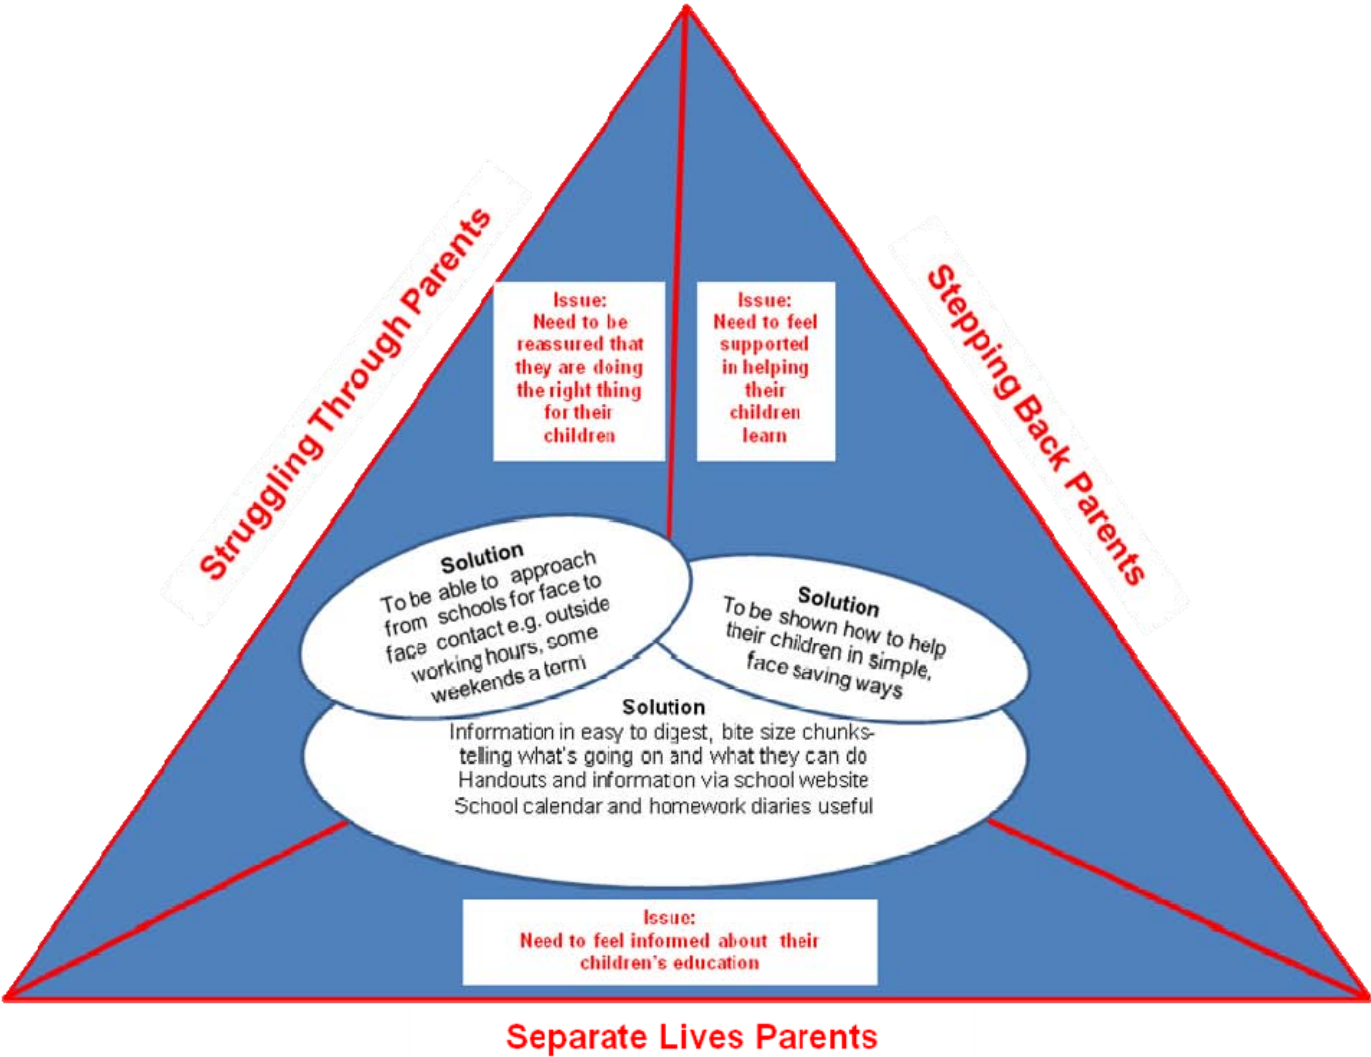 Struggling Through Parents
Stepping Back Parents
Issue:
Need to be
reassured that
they are doing
the right thing
for their
children
Issue:
Need to feel
supported
in helping
their
children
learn
Solution
To be able to approach
from schools for face to
face contact e.g. outside
working hours, some
weekends a term
Solution
To be shown how to help
their children in simple,
face saving ways
Solution
Information in easy to digest, bite size chunks-
telling what's going on and what they can do
Handouts and information via school website
School calendar and homework diaries useful
Issue:
Need to feel informed about their
children's education
Separate Lives Parents